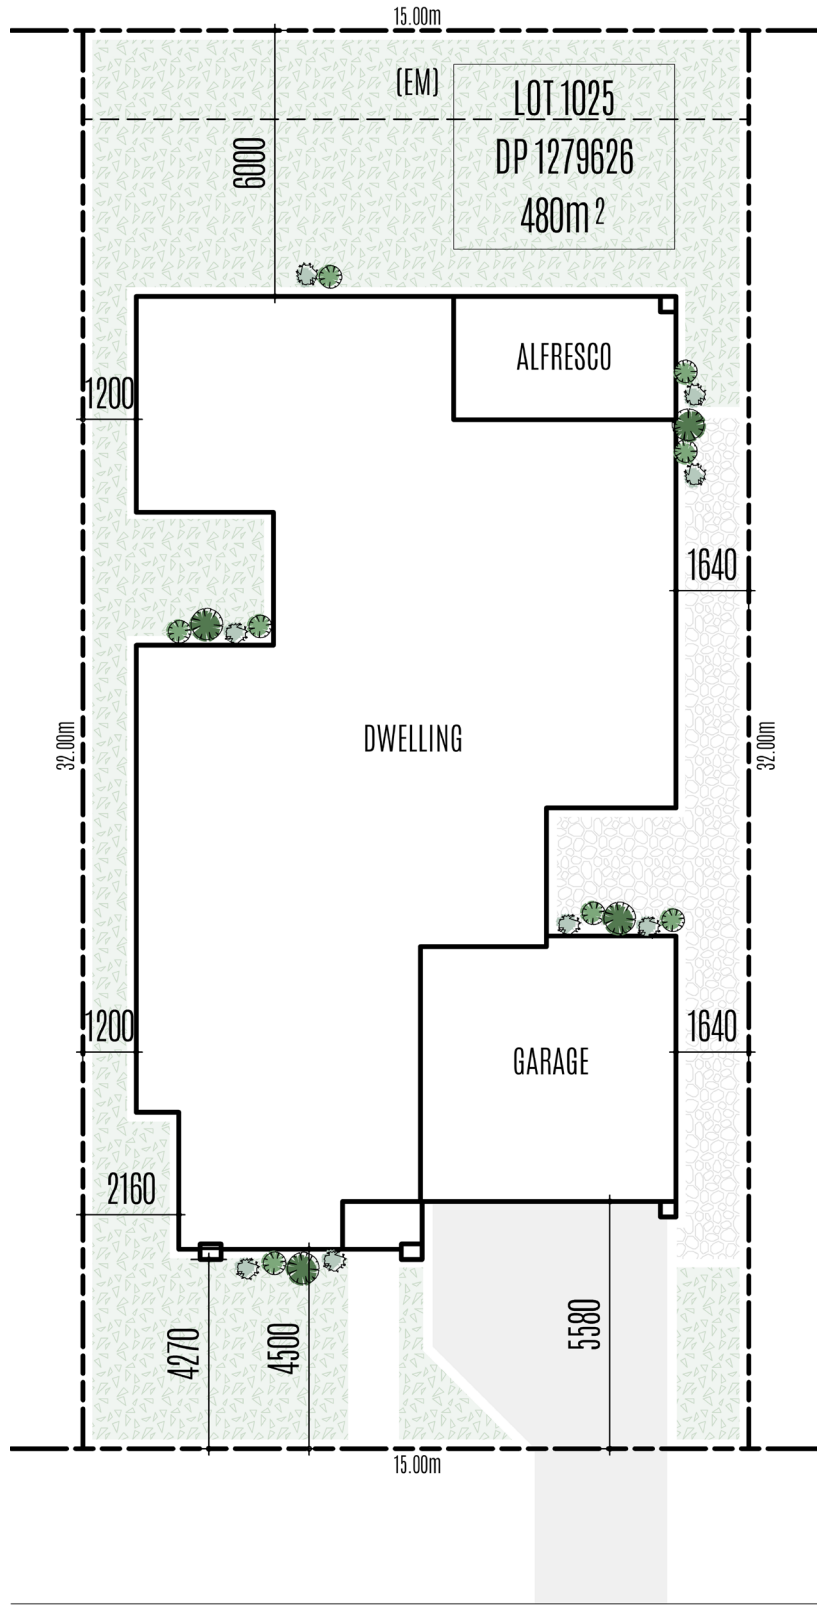 15.00m
(EM)
LOT 1025
DP 1279626
480m²
6000
ALFRESCO
1200
1640
DWELLING
32.00m
32.00m
1200
1640
GARAGE
2160
4270
4500
5580
15.00m